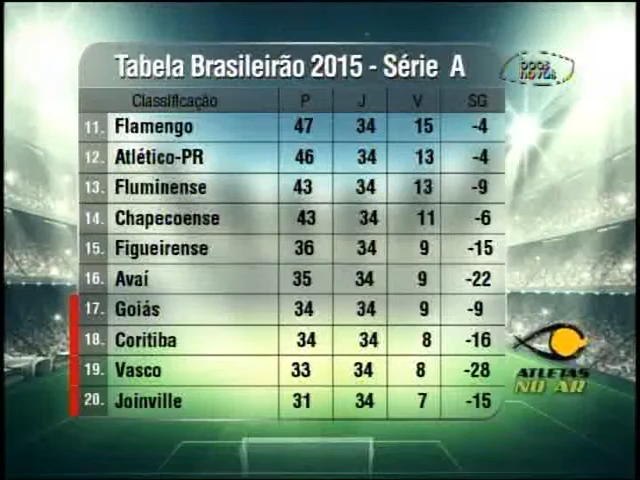 Tabela Brasileirão 2015 - Série A
boas novas
Classificação P J V SG
11. Flamengo 47 34 15 -4
12. Atlético-PR 46 34 13 -4
13. Fluminense 43 34 13 -9
14. Chapecoense 43 34 11 -6
15. Figueirense 36 34 9 -15
16. Avaí 35 34 9 -22
17. Goiás 34 34 9 -9
18. Coritiba 34 34 8 -16
19. Vasco 33 34 8 -28
20. Joinville 31 34 7 -15
ATLETAS
NO AR